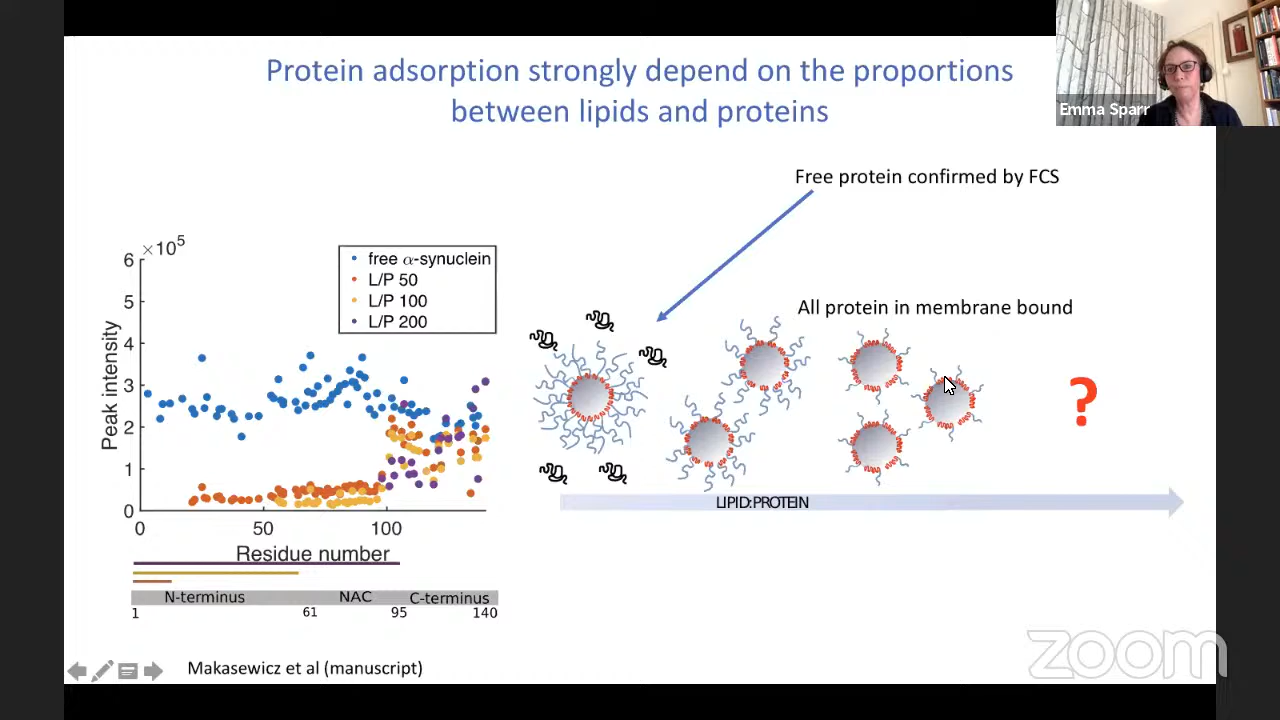 Protein adsorption strongly depend on the proportions
between lipids and proteins
Emma Sparr
Free protein confirmed by FCS
×10⁵
6
5
4
3
2
1
0
Peak intensity
free α-synuclein
L/P 50
L/P 100
L/P 200
0 50 100
Residue number
All protein in membrane bound
?
LIPID:PROTEIN
N-terminus NAC C-terminus
1 61 95 140
Makasewicz et al (manuscript)
zoom